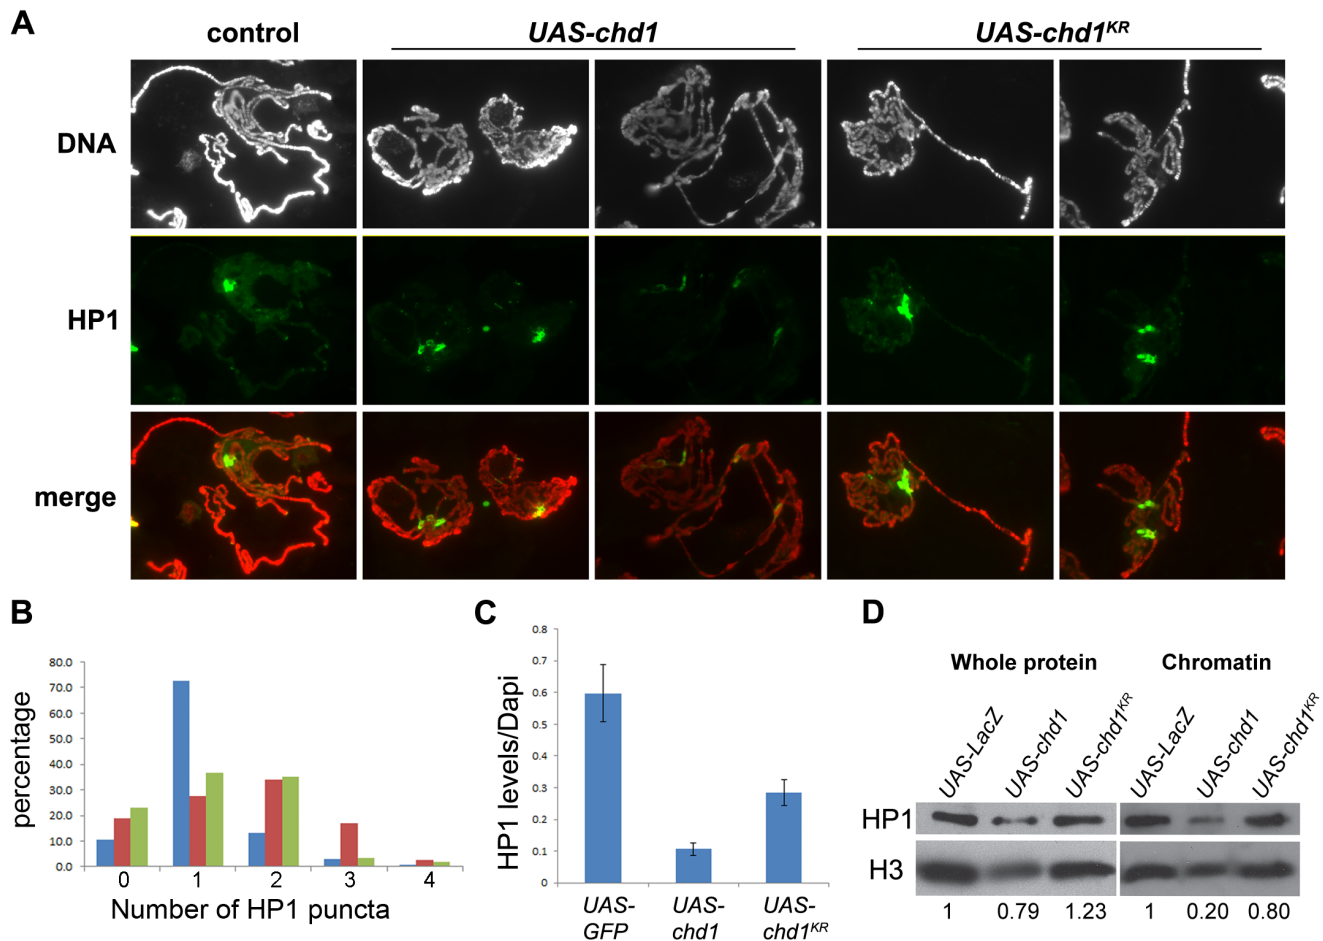 A
control UAS-chd1 UAS-chd1KR
DNA
HP1
merge
B
percentage
80.0
70.0
60.0
50.0
40.0
30.0
20.0
10.0
0.0
0 1 2 3 4
Number of HP1 puncta
C
HP1 levels/Dapi
0.8
0.7
0.6
0.5
0.4
0.3
0.2
0.1
0
UAS-GFP UAS-chd1 UAS-chd1KR
D
Whole protein Chromatin
UAS-LacZ UAS-chd1 UAS-chd1KR UAS-LacZ UAS-chd1 UAS-chd1KR
HP1
H3
1 0.79 1.23 1 0.20 0.80